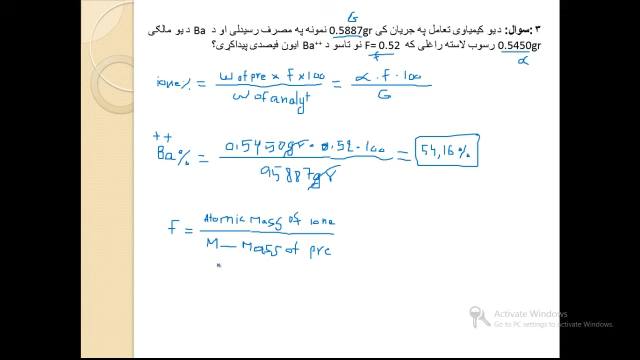 G
۳ :سوال: دیو کیمیاوی تعامل په جریان کې 0.5887gr نمونه په مصرف رسیدلی او د Ba دیو مالکي
0.5450gr رسوب لاسته راغلی که F= 0.52 نو تاسو د Ba++ ایون فیصدي پیداکړی؟
f
α
ione% = W of pre × f × 100 / W of analyt = α · f · 100 / G
++
Ba% = 0.5450gr · 0.52 · 100 / 0,5887gr = 54,16%
F = Atomic Mass of ione / M – Mass of pre
Activate Windows
Go to PC settings to activate Windows.